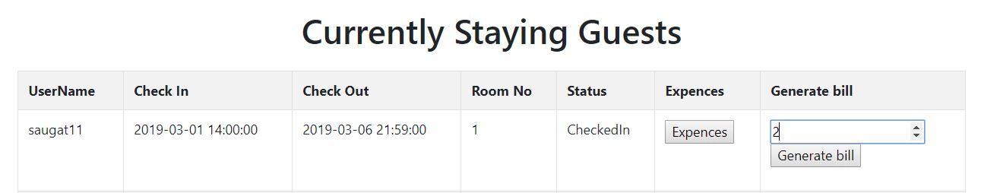 Currently Staying Guests
UserName Check In Check Out Room No Status Expences Generate bill
saugat11 2019-03-01 14:00:00 2019-03-06 21:59:00 1 CheckedIn Expences 2
Generate bill